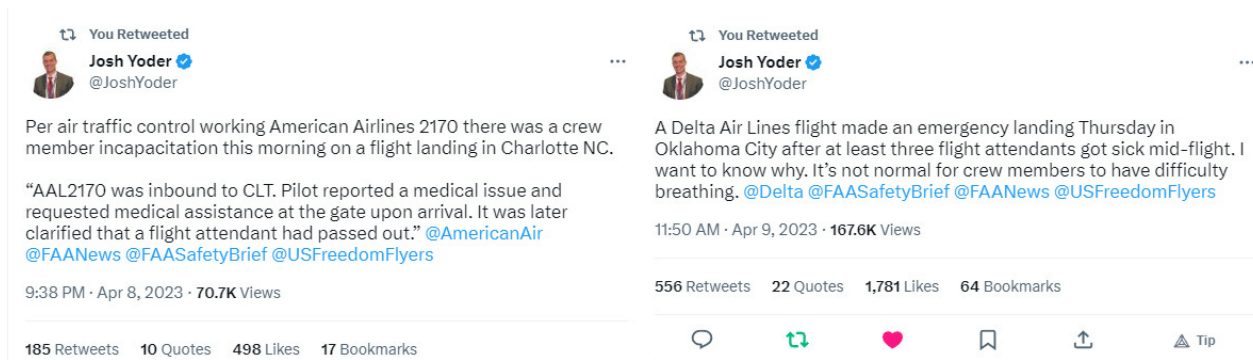 You Retweeted
Josh Yoder
@JoshYoder
Per air traffic control working American Airlines 2170 there was a crew
member incapacitation this morning on a flight landing in Charlotte NC.
“AAL2170 was inbound to CLT. Pilot reported a medical issue and
requested medical assistance at the gate upon arrival. It was later
clarified that a flight attendant had passed out.” @AmericanAir
@FAANews @FAASafetyBrief @USFreedomFlyers
9:38 PM · Apr 8, 2023 · 70.7K Views
185 Retweets 10 Quotes 498 Likes 17 Bookmarks
You Retweeted
Josh Yoder
@JoshYoder
A Delta Air Lines flight made an emergency landing Thursday in
Oklahoma City after at least three flight attendants got sick mid-flight. I
want to know why. It’s not normal for crew members to have difficulty
breathing. @Delta @FAASafetyBrief @FAANews @USFreedomFlyers
11:50 AM · Apr 9, 2023 · 167.6K Views
556 Retweets 22 Quotes 1,781 Likes 64 Bookmarks
Tip